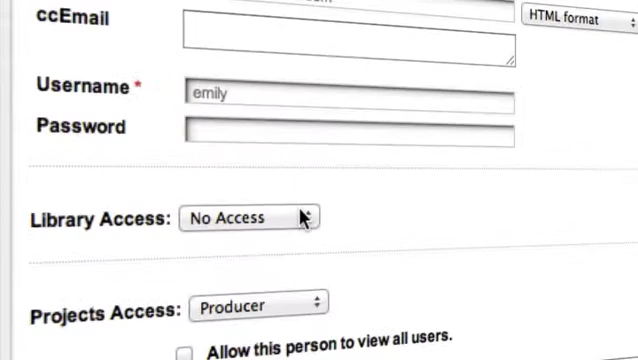 ccEmail
HTML format
Username *
emily
Password
Library Access: No Access
Projects Access: Producer
Allow this person to view all users.